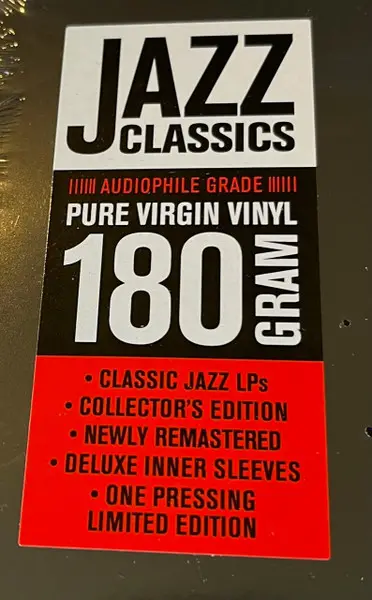 JAZZ
CLASSICS
AUDIOPHILE GRADE
PURE VIRGIN VINYL
180 GRAM
• CLASSIC JAZZ LPs
• COLLECTOR'S EDITION
• NEWLY REMASTERED
• DELUXE INNER SLEEVES
• ONE PRESSING
LIMITED EDITION